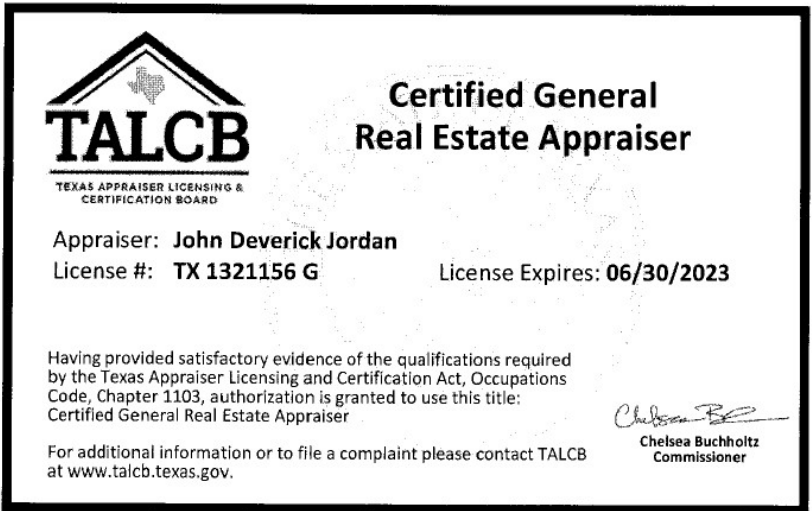 TALCB
TEXAS APPRAISER LICENSING &
CERTIFICATION BOARD
Certified General
Real Estate Appraiser
Appraiser: John Deverick Jordan
License #: TX 1321156 G
License Expires: 06/30/2023
Having provided satisfactory evidence of the qualifications required
by the Texas Appraiser Licensing and Certification Act, Occupations
Code, Chapter 1103, authorization is granted to use this title:
Certified General Real Estate Appraiser
For additional information or to file a complaint please contact TALCB
at www.talcb.texas.gov.
Chelsea Buchholtz
Commissioner